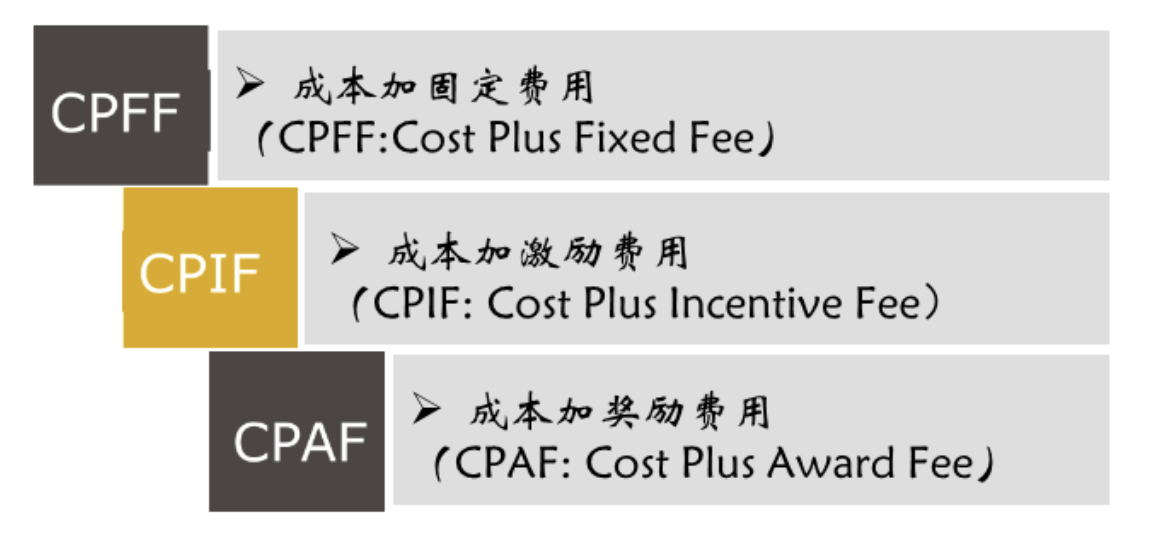 CPFF
➢ 成本加固定费用
(CPFF:Cost Plus Fixed Fee)
CPIF
➢ 成本加激励费用
(CPIF: Cost Plus Incentive Fee）
CPAF
➢ 成本加奖励费用
(CPAF: Cost Plus Award Fee)